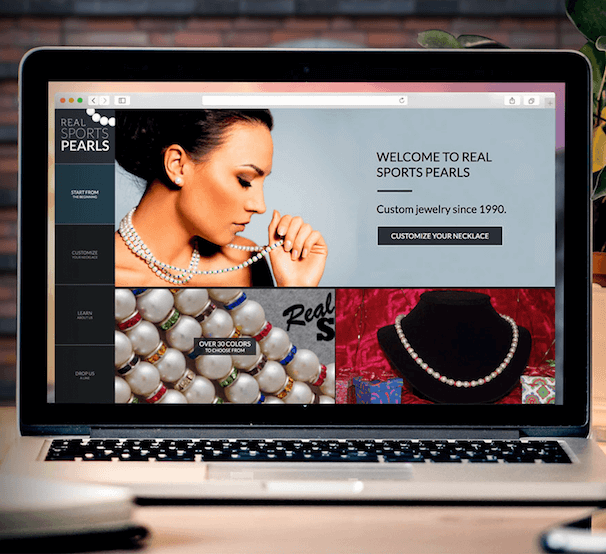 REAL
SPORTS
PEARLS
START FROM
THE BEGINNING
CUSTOMIZE
YOUR NECKLACE
LEARN
ABOUT US
DROP US
A LINE
WELCOME TO REAL
SPORTS PEARLS
Custom jewelry since 1990.
CUSTOMIZE YOUR NECKLACE
OVER 30 COLORS
TO CHOOSE FROM
Real
S